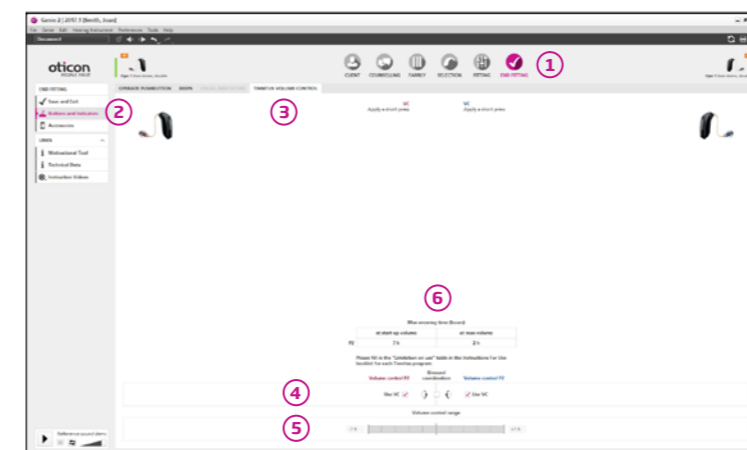 Genie 2 | 2017.1 (Smith, Joan)
File Genie Edit Hearing Instrument Preferences Tools Help
Disconnect
oticon
PEOPLE FIRST
CLIENT COUNSELLING FAMILY SELECTION FITTING END FITTING 1
END FITTING
OPERATE PUSHBUTTON BEEPS TINNITUS VOLUME CONTROL
Save and Exit
Buttons and Indicators 2
3
Accessories
VC VC
Apply a short press Apply a short press
LINKS
Motivational Tool
Technical Data
Instruction Videos
6
Max wearing time (hours)
at start up volume at max volume
P2 7 h 2 h
Please fill in the "Limitation on use" table in the Instructions For Use
booklet for each Tinnitus program.
Volume control P2 Binaural coordination Volume control P2
4 Use VC Use VC
Volume control range
5
Reference sound demo